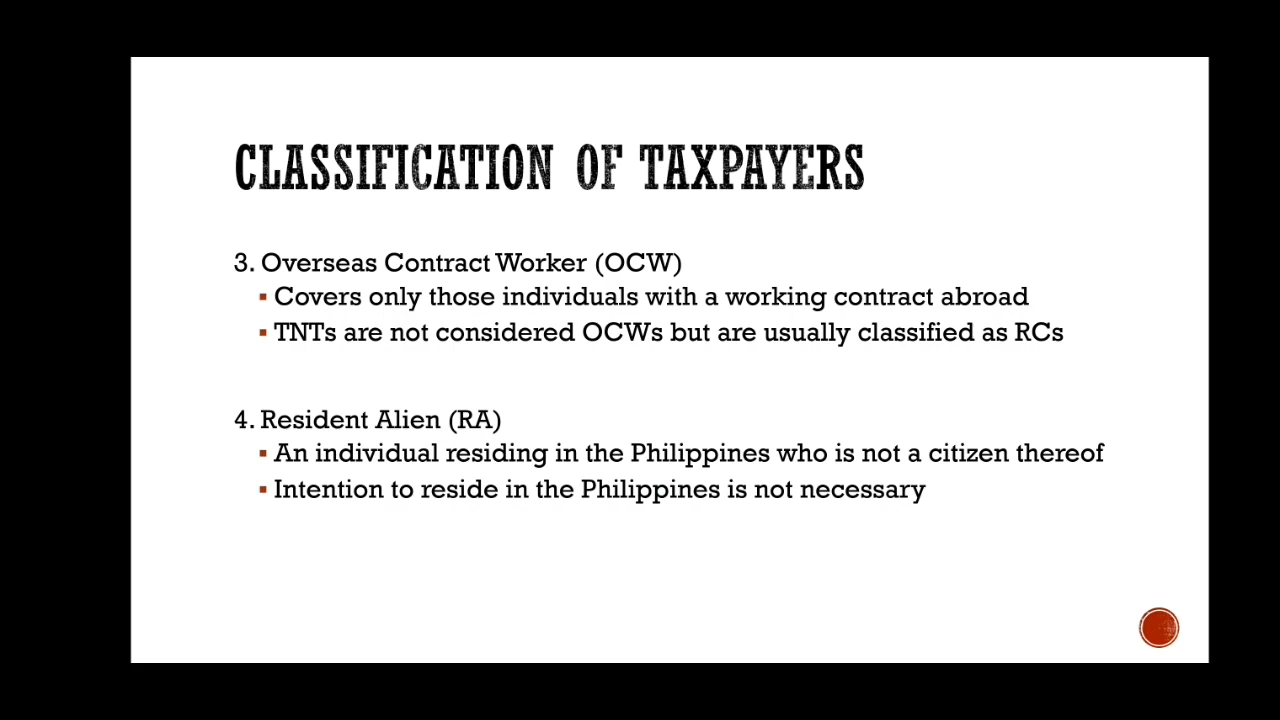 CLASSIFICATION OF TAXPAYERS
3. Overseas Contract Worker (OCW)
▪ Covers only those individuals with a working contract abroad
▪ TNTs are not considered OCWs but are usually classified as RCs
4. Resident Alien (RA)
▪ An individual residing in the Philippines who is not a citizen thereof
▪ Intention to reside in the Philippines is not necessary